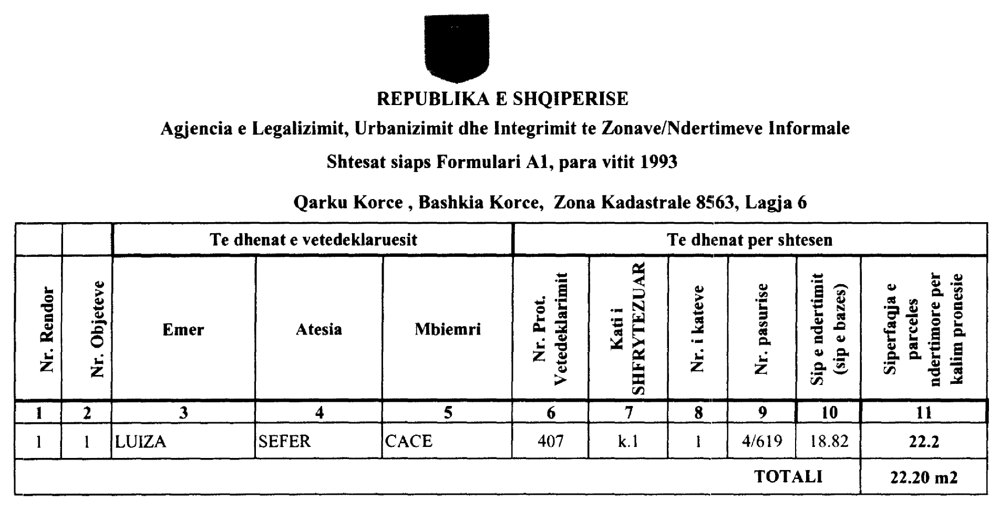 REPUBLIKA E SHQIPERISE
Agjencia e Legalizimit, Urbanizimit dhe Integrimit te Zonave/Ndertimeve Informale
Shtesat siaps Formulari A1, para vitit 1993
Qarku Korce , Bashkia Korce, Zona Kadastrale 8563, Lagja 6
Te dhenat e vetedeklaruesit Te dhenat per shtesen
Nr. Rendor
Nr. Objeteve
Emer
Atesia
Mbiemri
Nr. Prot.
Vetedeklarimit
Kati i
SHFRYTEZUAR
Nr. i kateve
Nr. pasurise
Sip e ndertimit
(sip e bazes)
Siperfaqja e
parceles
ndertimore per
kalim pronesie
1 2 3 4 5 6 7 8 9 10 11
1 1 LUIZA SEFER CACE 407 k.1 1 4/619 18.82 22.2
TOTALI 22.20 m2